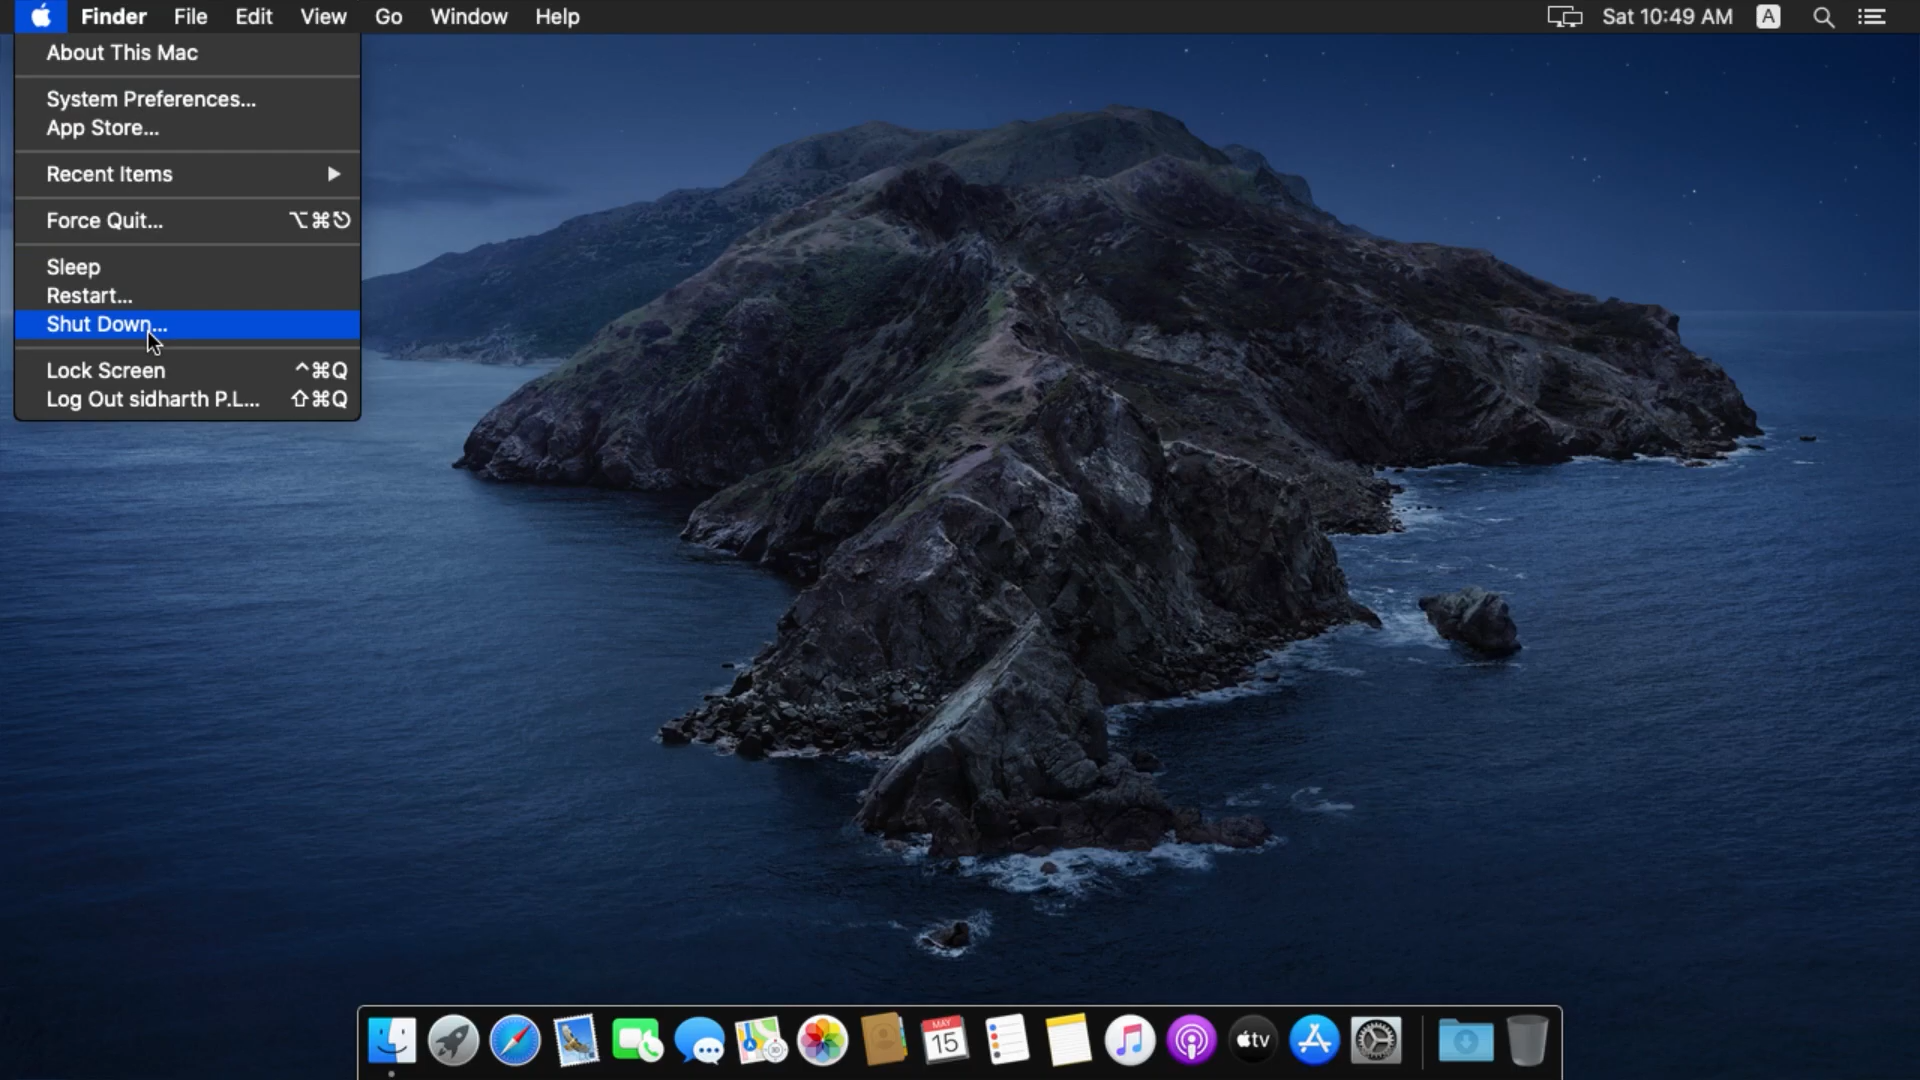 Finder File Edit View Go Window Help Sat 10:49 AM A
About This Mac
System Preferences...
App Store...
Recent Items
Force Quit... ⌥⌘⎋
Sleep
Restart...
Shut Down...
Lock Screen ^⌘Q
Log Out sidharth P.L... ⇧⌘Q
MAY
15
tv